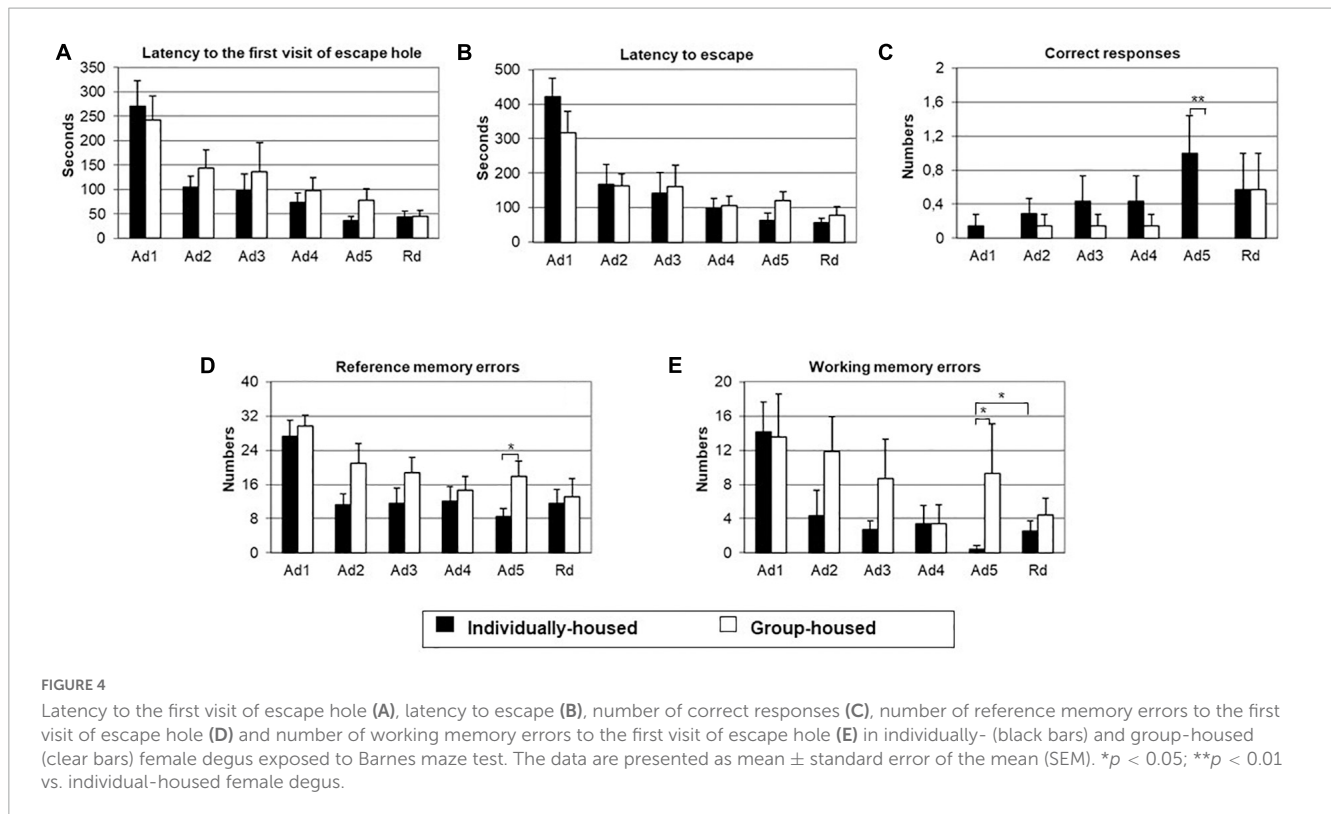 A
Latency to the first visit of escape hole
350
300
250
200
150
100
50
0
Seconds
Ad1 Ad2 Ad3 Ad4 Ad5 Rd
B
Latency to escape
500
400
300
200
100
0
Seconds
Ad1 Ad2 Ad3 Ad4 Ad5 Rd
C
Correct responses
2
1,6
1,2
0,8
0,4
0
Numbers
**
Ad1 Ad2 Ad3 Ad4 Ad5 Rd
D
Reference memory errors
40
32
24
16
8
0
Numbers
*
Ad1 Ad2 Ad3 Ad4 Ad5 Rd
E
Working memory errors
20
16
12
8
4
0
Numbers
*
*
Ad1 Ad2 Ad3 Ad4 Ad5 Rd
Individually-housed Group-housed
FIGURE 4
Latency to the first visit of escape hole (A), latency to escape (B), number of correct responses (C), number of reference memory errors to the first
visit of escape hole (D) and number of working memory errors to the first visit of escape hole (E) in individually- (black bars) and group-housed
(clear bars) female degus exposed to Barnes maze test. The data are presented as mean ± standard error of the mean (SEM). *p < 0.05; **p < 0.01
vs. individual-housed female degus.